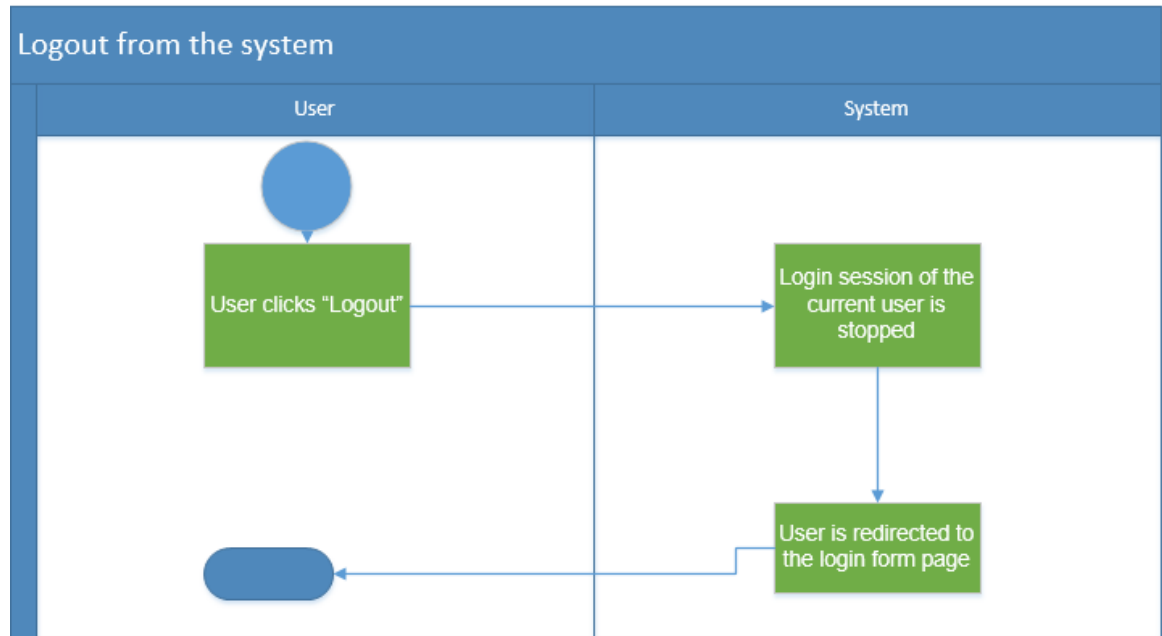 Logout from the system
User
System
User clicks “Logout”
Login session of the
current user is
stopped
User is redirected to
the login form page